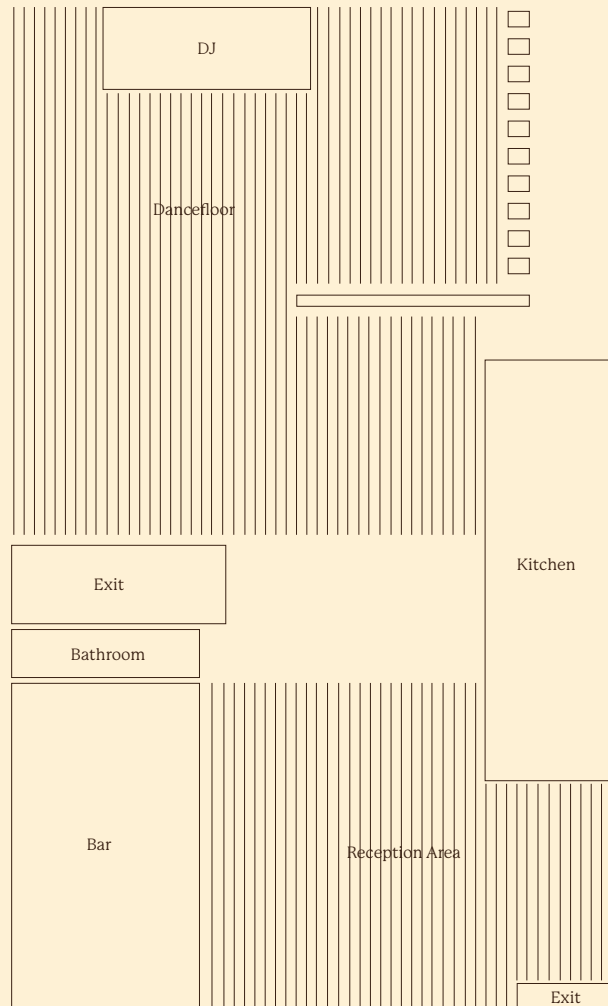 DJ
Dancefloor
Exit
Kitchen
Bathroom
Bar
Reception Area
Exit